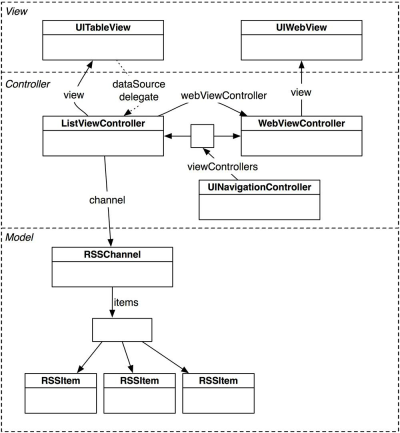 View
UITableView
UIWebView
Controller
view
dataSource
delegate
webViewController
view
ListViewController
WebViewController
viewControllers
UINavigationController
channel
Model
RSSChannel
items
RSSItem
RSSItem
RSSItem